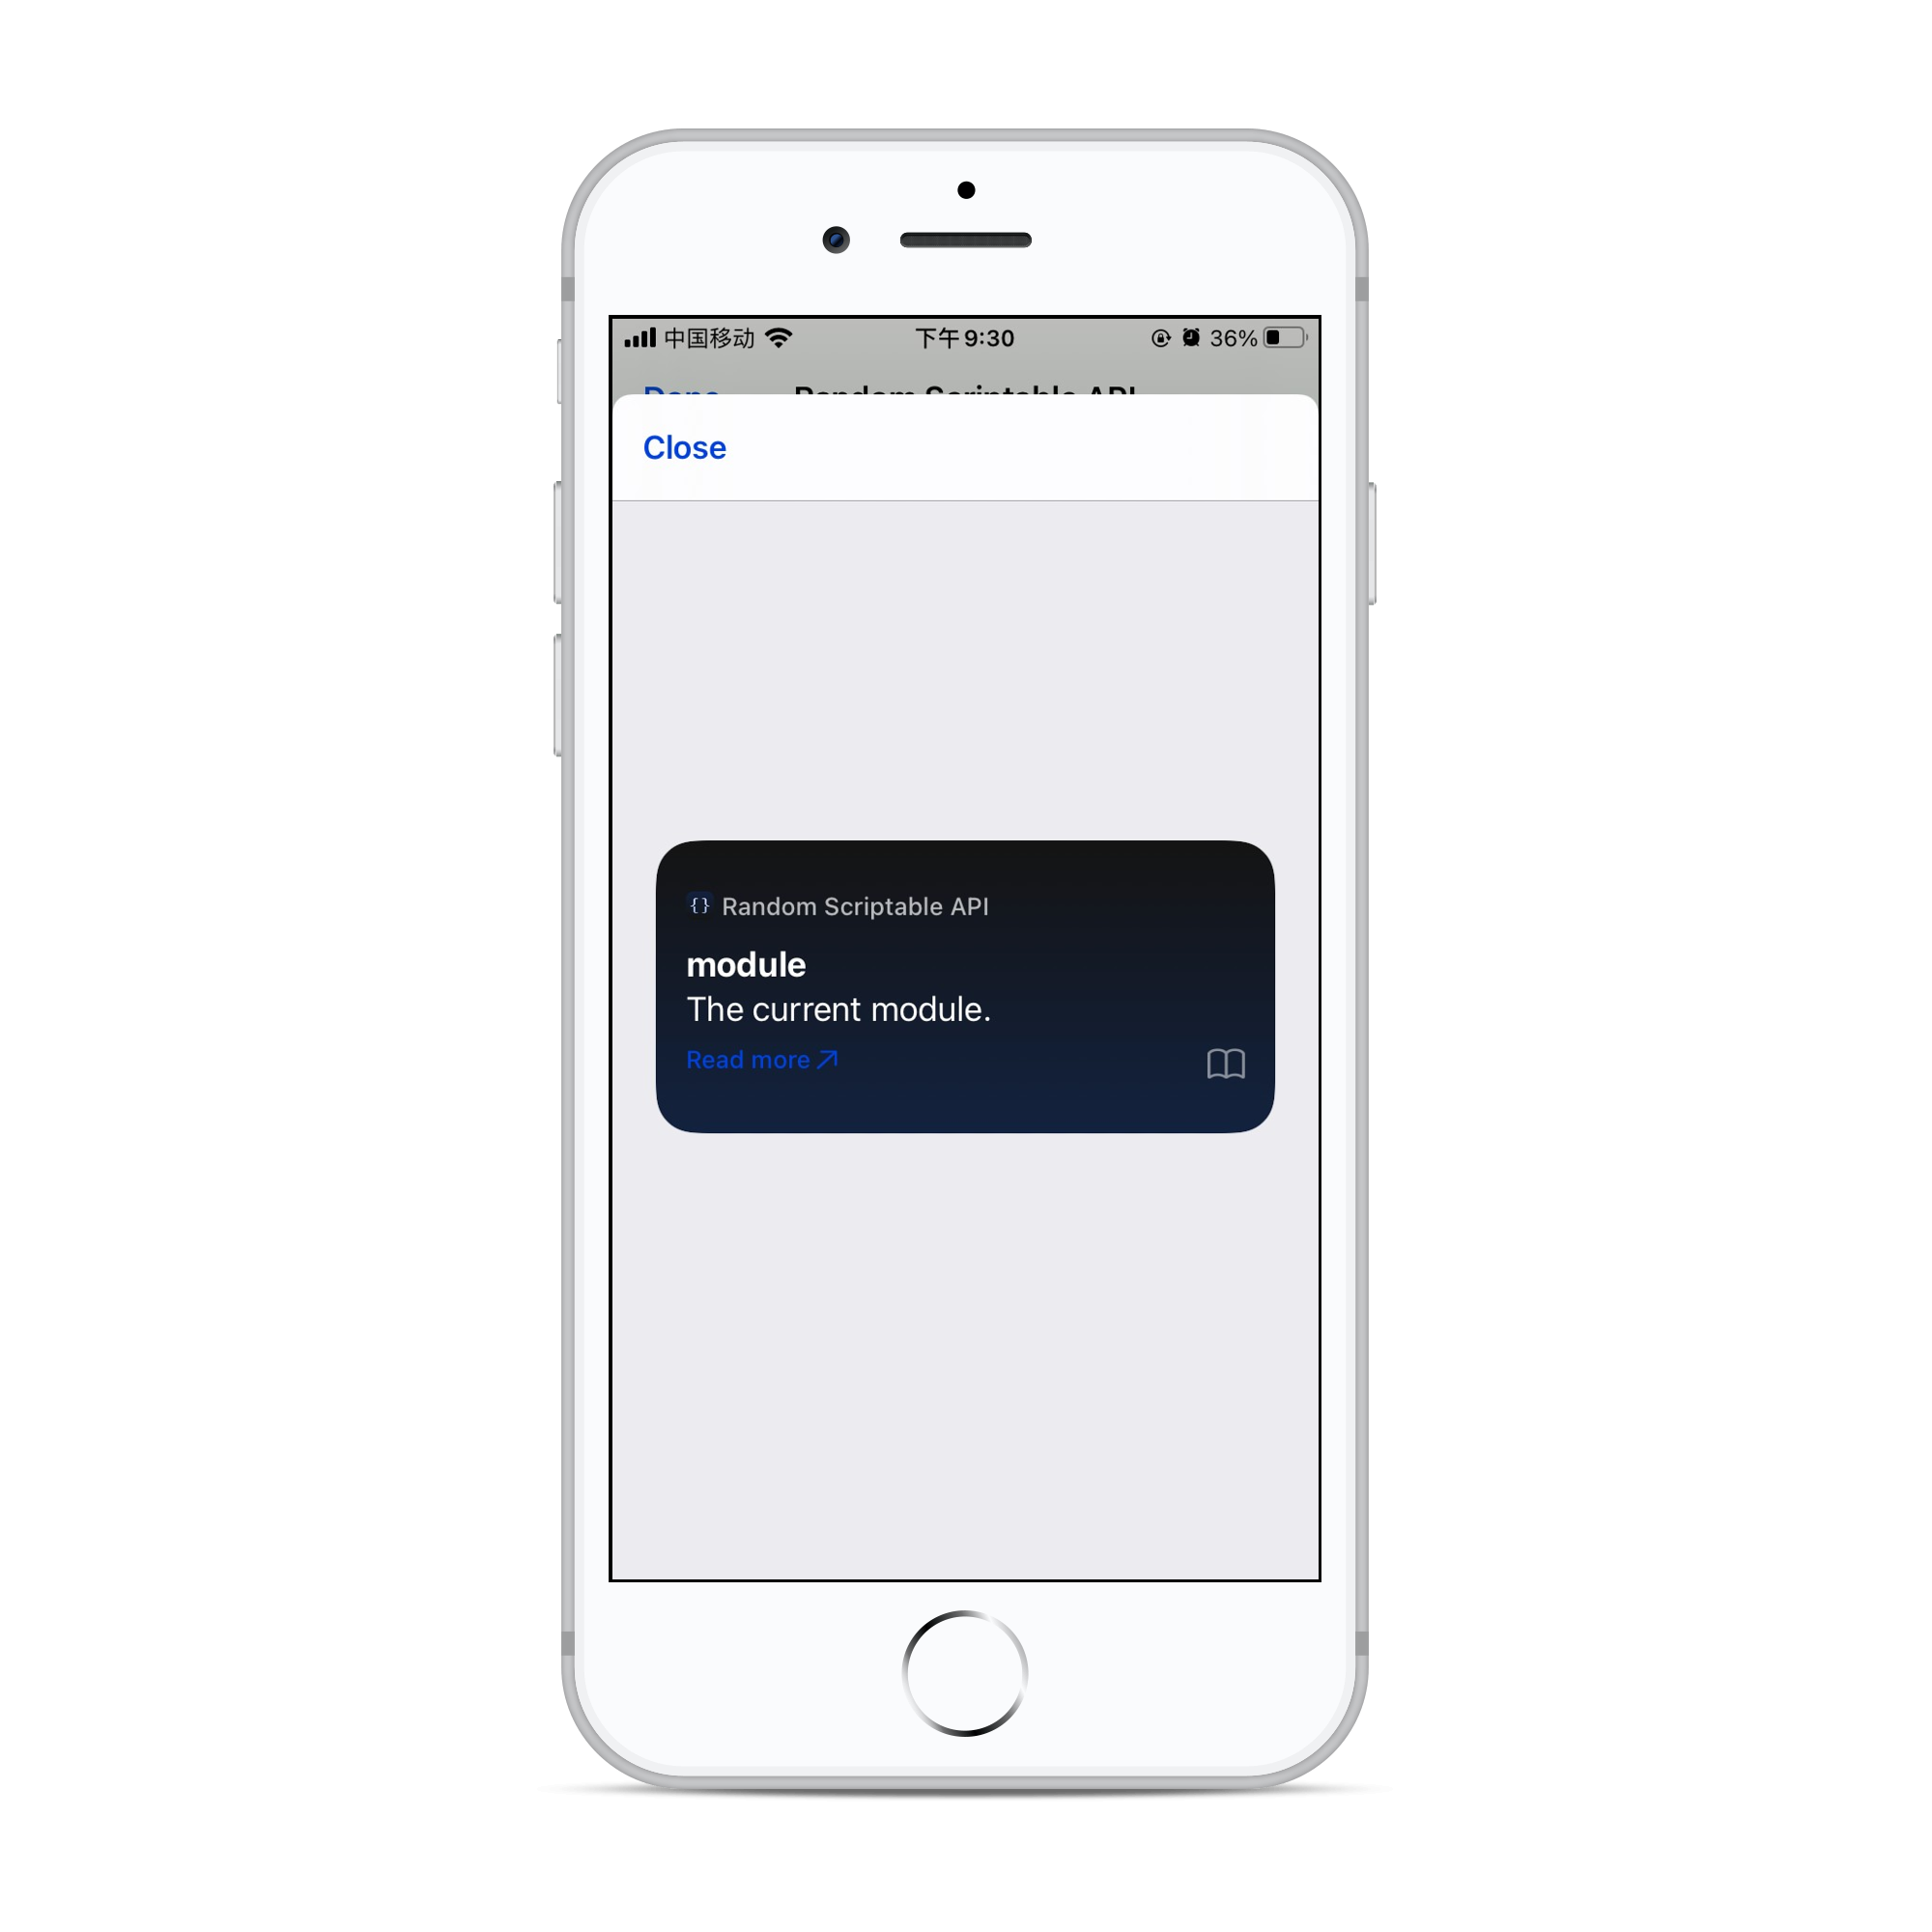 中国移动 下午9:30 36%
Done Random Scriptable API
Close
{} Random Scriptable API
module
The current module.
Read more